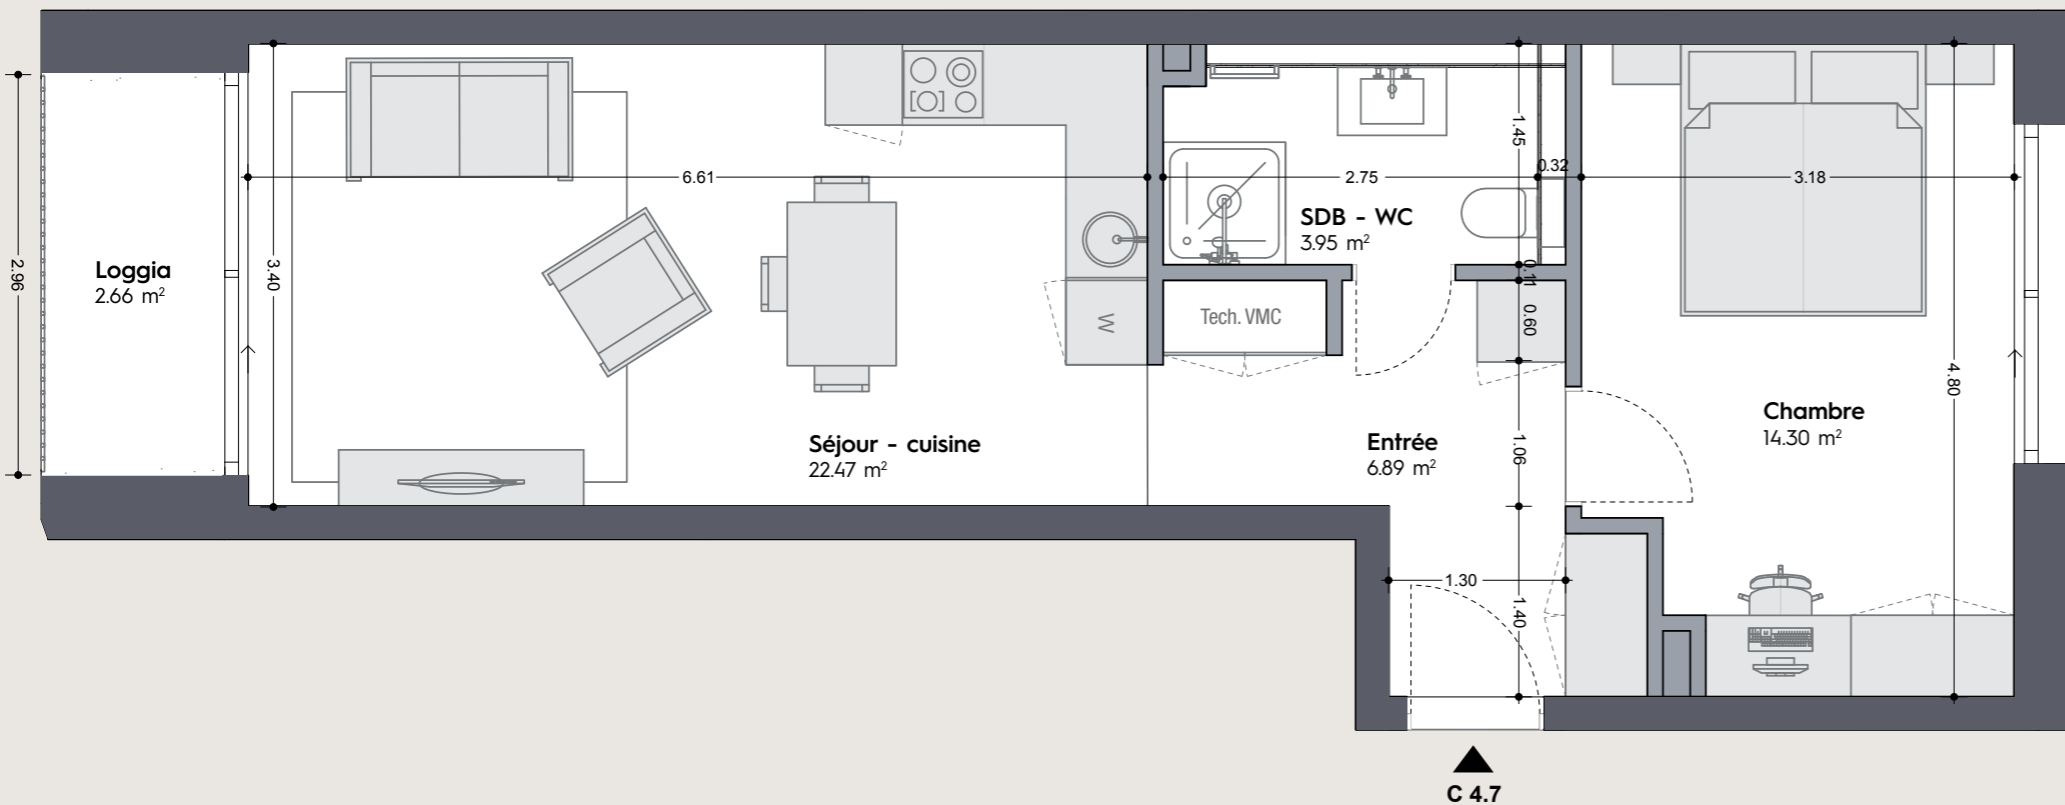 1.45
0.32
6.61
2.75
3.18
SDB - WC
3.95 m²
2.96
Loggia
2.66 m²
3.40
0.11
0.60
W
Tech. VMC
4.80
Chambre
14.30 m²
Séjour - cuisine
22.47 m²
Entrée
6.89 m²
1.06
1.30
1.40
C 4.7